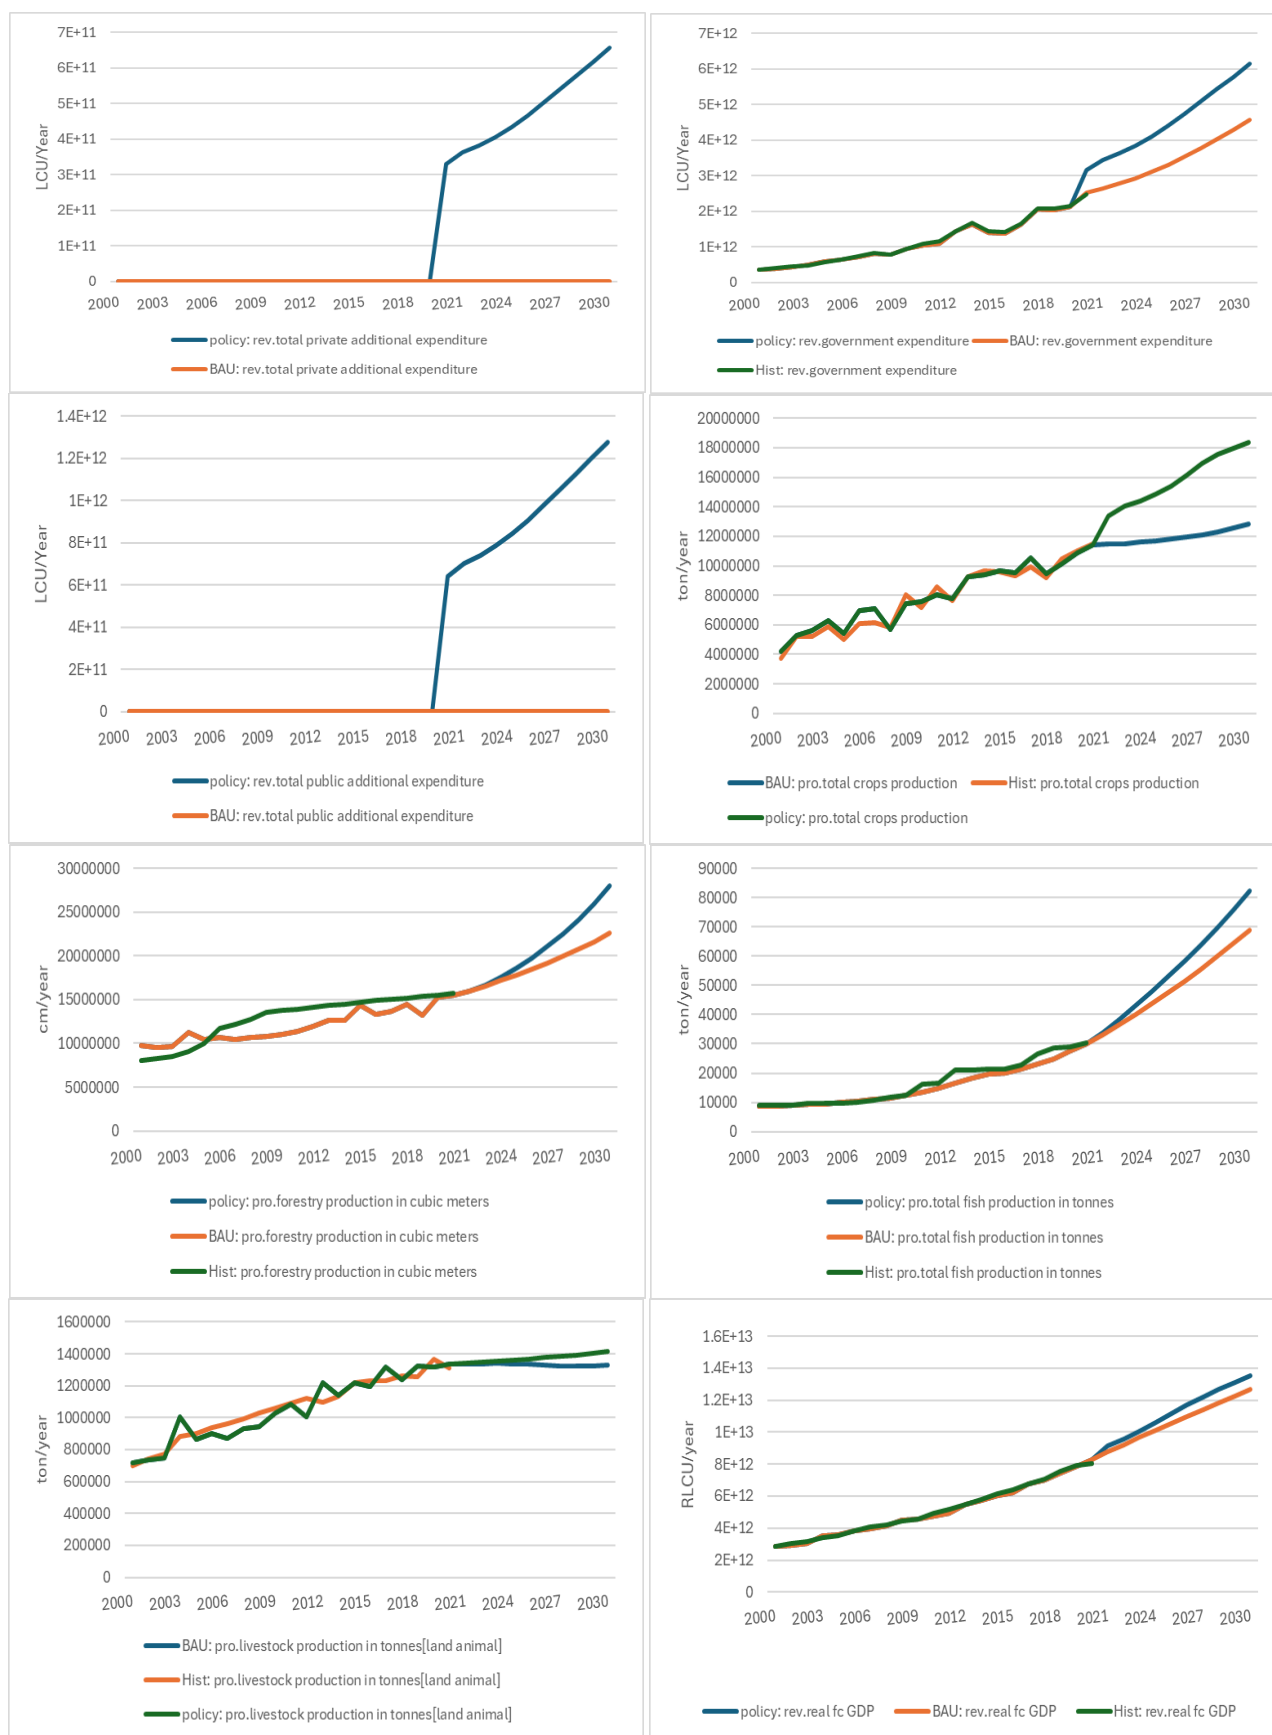 7E+11
6E+11
5E+11
4E+11
3E+11
2E+11
1E+11
0
LCU/Year
2000 2003 2006 2009 2012 2015 2018 2021 2024 2027 2030
policy: rev.total private additional expenditure
BAU: rev.total private additional expenditure
7E+12
6E+12
5E+12
4E+12
3E+12
2E+12
1E+12
0
LCU/Year
2000 2003 2006 2009 2012 2015 2018 2021 2024 2027 2030
policy: rev.government expenditure BAU: rev.government expenditure
Hist: rev.government expenditure
1.4E+12
1.2E+12
1E+12
8E+11
6E+11
4E+11
2E+11
0
LCU/Year
2000 2003 2006 2009 2012 2015 2018 2021 2024 2027 2030
policy: rev.total public additional expenditure
BAU: rev.total public additional expenditure
20000000
18000000
16000000
14000000
12000000
10000000
8000000
6000000
4000000
2000000
0
ton/year
2000 2003 2006 2009 2012 2015 2018 2021 2024 2027 2030
BAU: pro.total crops production Hist: pro.total crops production
policy: pro.total crops production
30000000
25000000
20000000
15000000
10000000
5000000
0
cm/year
2000 2003 2006 2009 2012 2015 2018 2021 2024 2027 2030
policy: pro.forestry production in cubic meters
BAU: pro.forestry production in cubic meters
Hist: pro.forestry production in cubic meters
90000
80000
70000
60000
50000
40000
30000
20000
10000
0
ton/year
2000 2003 2006 2009 2012 2015 2018 2021 2024 2027 2030
policy: pro.total fish production in tonnes
BAU: pro.total fish production in tonnes
Hist: pro.total fish production in tonnes
1600000
1400000
1200000
1000000
800000
600000
400000
200000
0
ton/year
2000 2003 2006 2009 2012 2015 2018 2021 2024 2027 2030
BAU: pro.livestock production in tonnes[land animal]
Hist: pro.livestock production in tonnes[land animal]
policy: pro.livestock production in tonnes[land animal]
1.6E+13
1.4E+13
1.2E+13
1E+13
8E+12
6E+12
4E+12
2E+12
0
RLCU/year
2000 2003 2006 2009 2012 2015 2018 2021 2024 2027 2030
policy: rev.real fc GDP BAU: rev.real fc GDP Hist: rev.real fc GDP